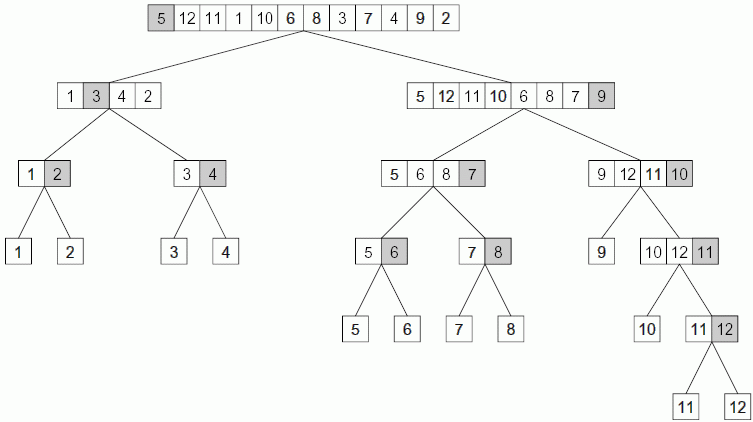 5 12 11 1 10 6 8 3 7 4 9 2
1 3 4 2 5 12 11 10 6 8 7 9
1 2 3 4 5 6 8 7 9 12 11 10
1 2 3 4 5 6 7 8 9 10 12 11
5 6 7 8 10 11 12
11 12